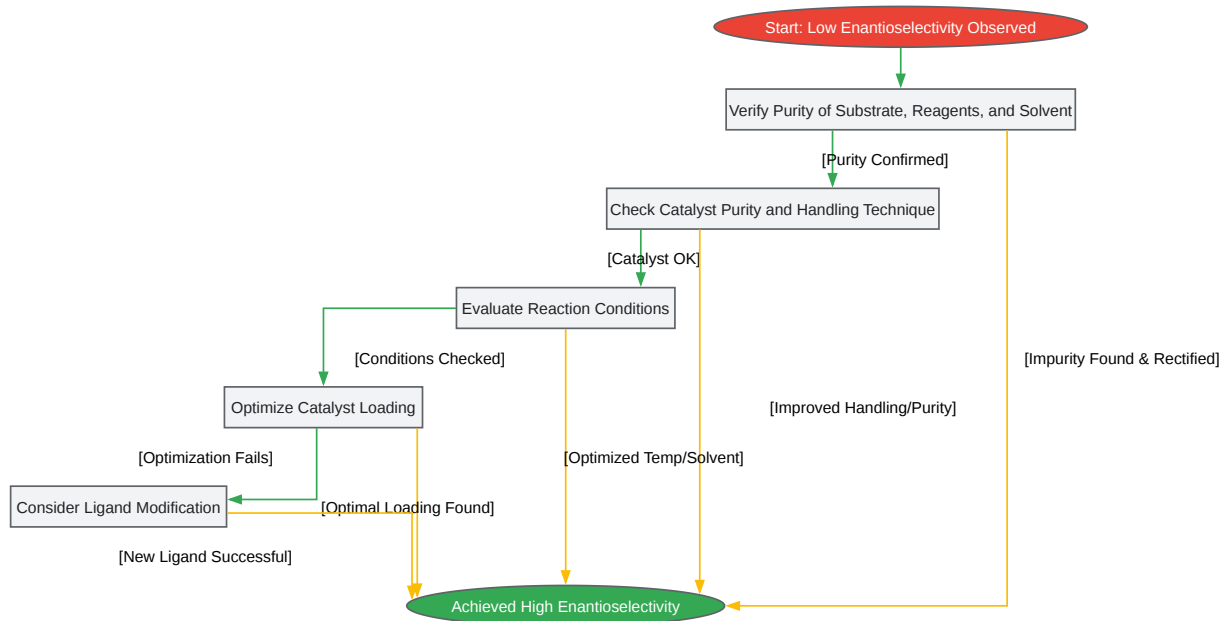 Start: Low Enantioselectivity Observed
Verify Purity of Substrate, Reagents, and Solvent
[Purity Confirmed]
Check Catalyst Purity and Handling Technique
[Catalyst OK]
Evaluate Reaction Conditions
[Conditions Checked]
[Impurity Found & Rectified]
Optimize Catalyst Loading
[Improved Handling/Purity]
[Optimization Fails]
[Optimized Temp/Solvent]
Consider Ligand Modification
[Optimal Loading Found]
[New Ligand Successful]
Achieved High Enantioselectivity